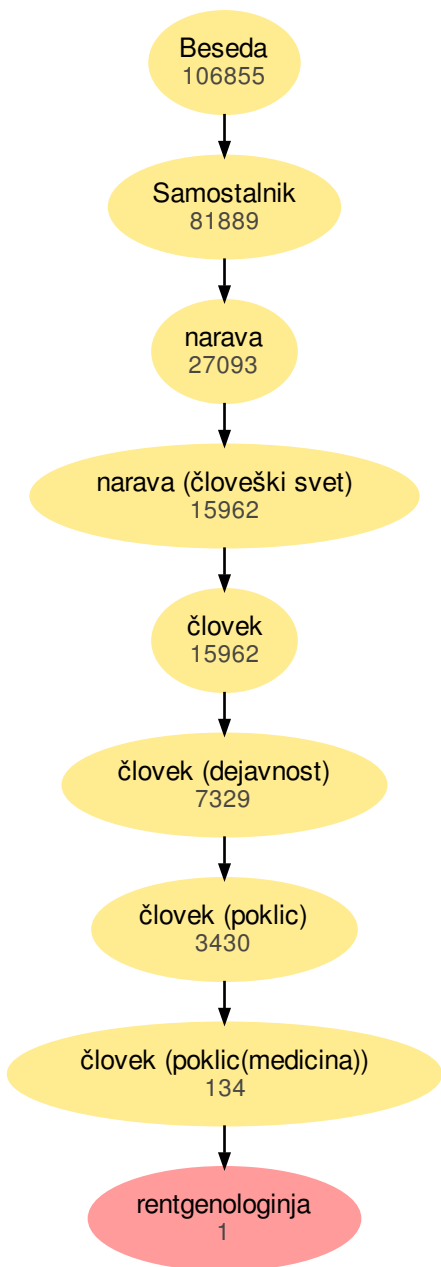 Beseda
106855
Samostalnik
81889
narava
27093
narava (človeški svet)
15962
človek
15962
človek (dejavnost)
7329
človek (poklic)
3430
človek (poklic(medicina))
134
rentgenologinja
1